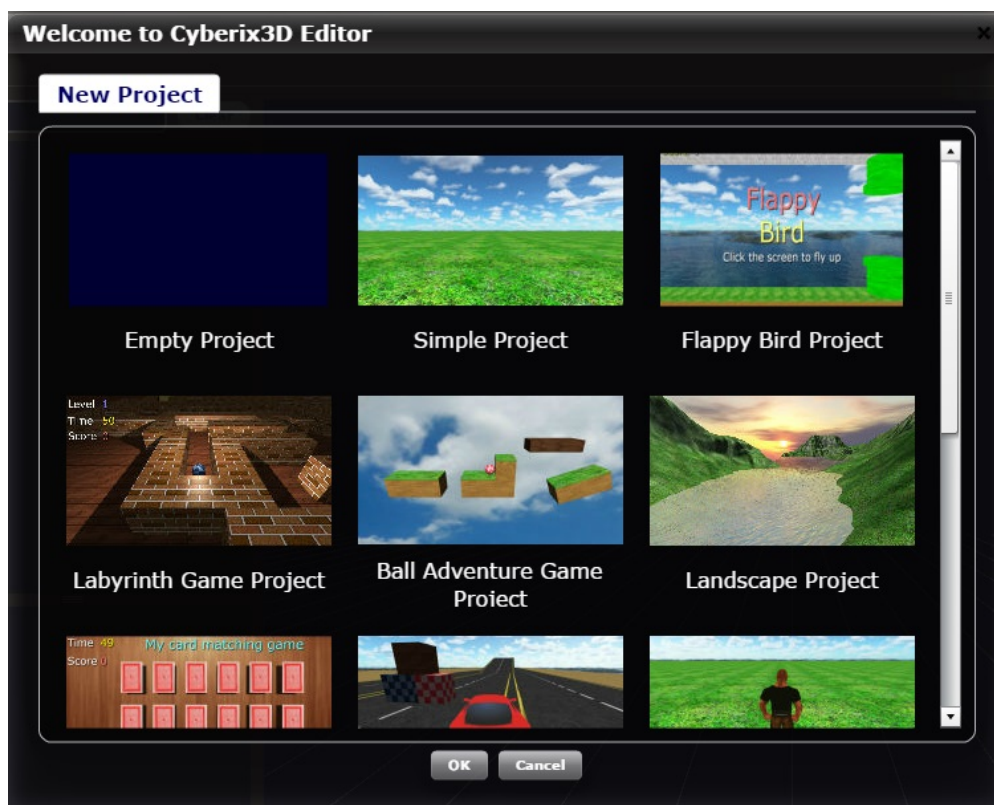 Welcome to Cyberix3D Editor
New Project
Flappy
Bird
Click the screen to fly up
Empty Project
Simple Project
Flappy Bird Project
Level 1
Time 50
Score
Labyrinth Game Project
Ball Adventure Game
Project
Landscape Project
Time 49
My card matching game
Score 0
OK
Cancel